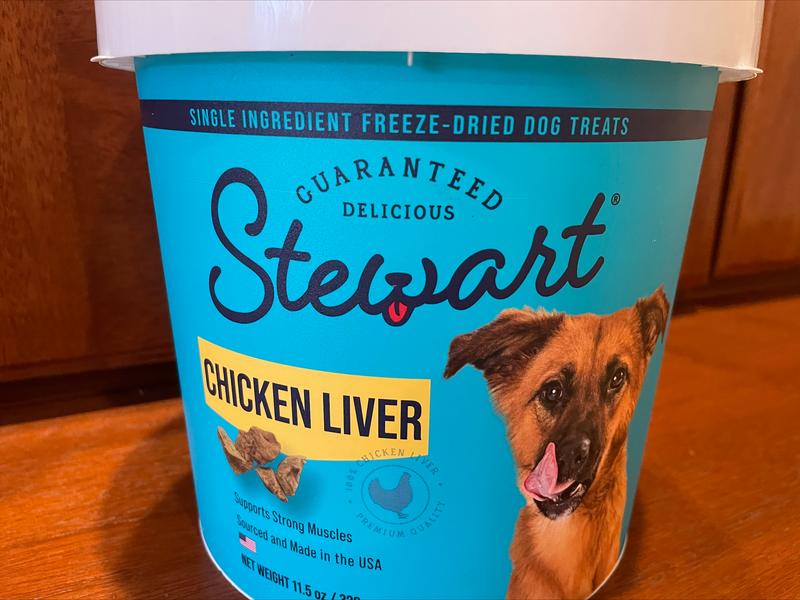 SINGLE INGREDIENT FREEZE-DRIED DOG TREATS
GUARANTEED
DELICIOUS
Stewart®
CHICKEN LIVER
100% CHICKEN LIVER
PREMIUM QUALITY
Supports Strong Muscles
Sourced and Made in the USA
NET WEIGHT 11.5 oz /